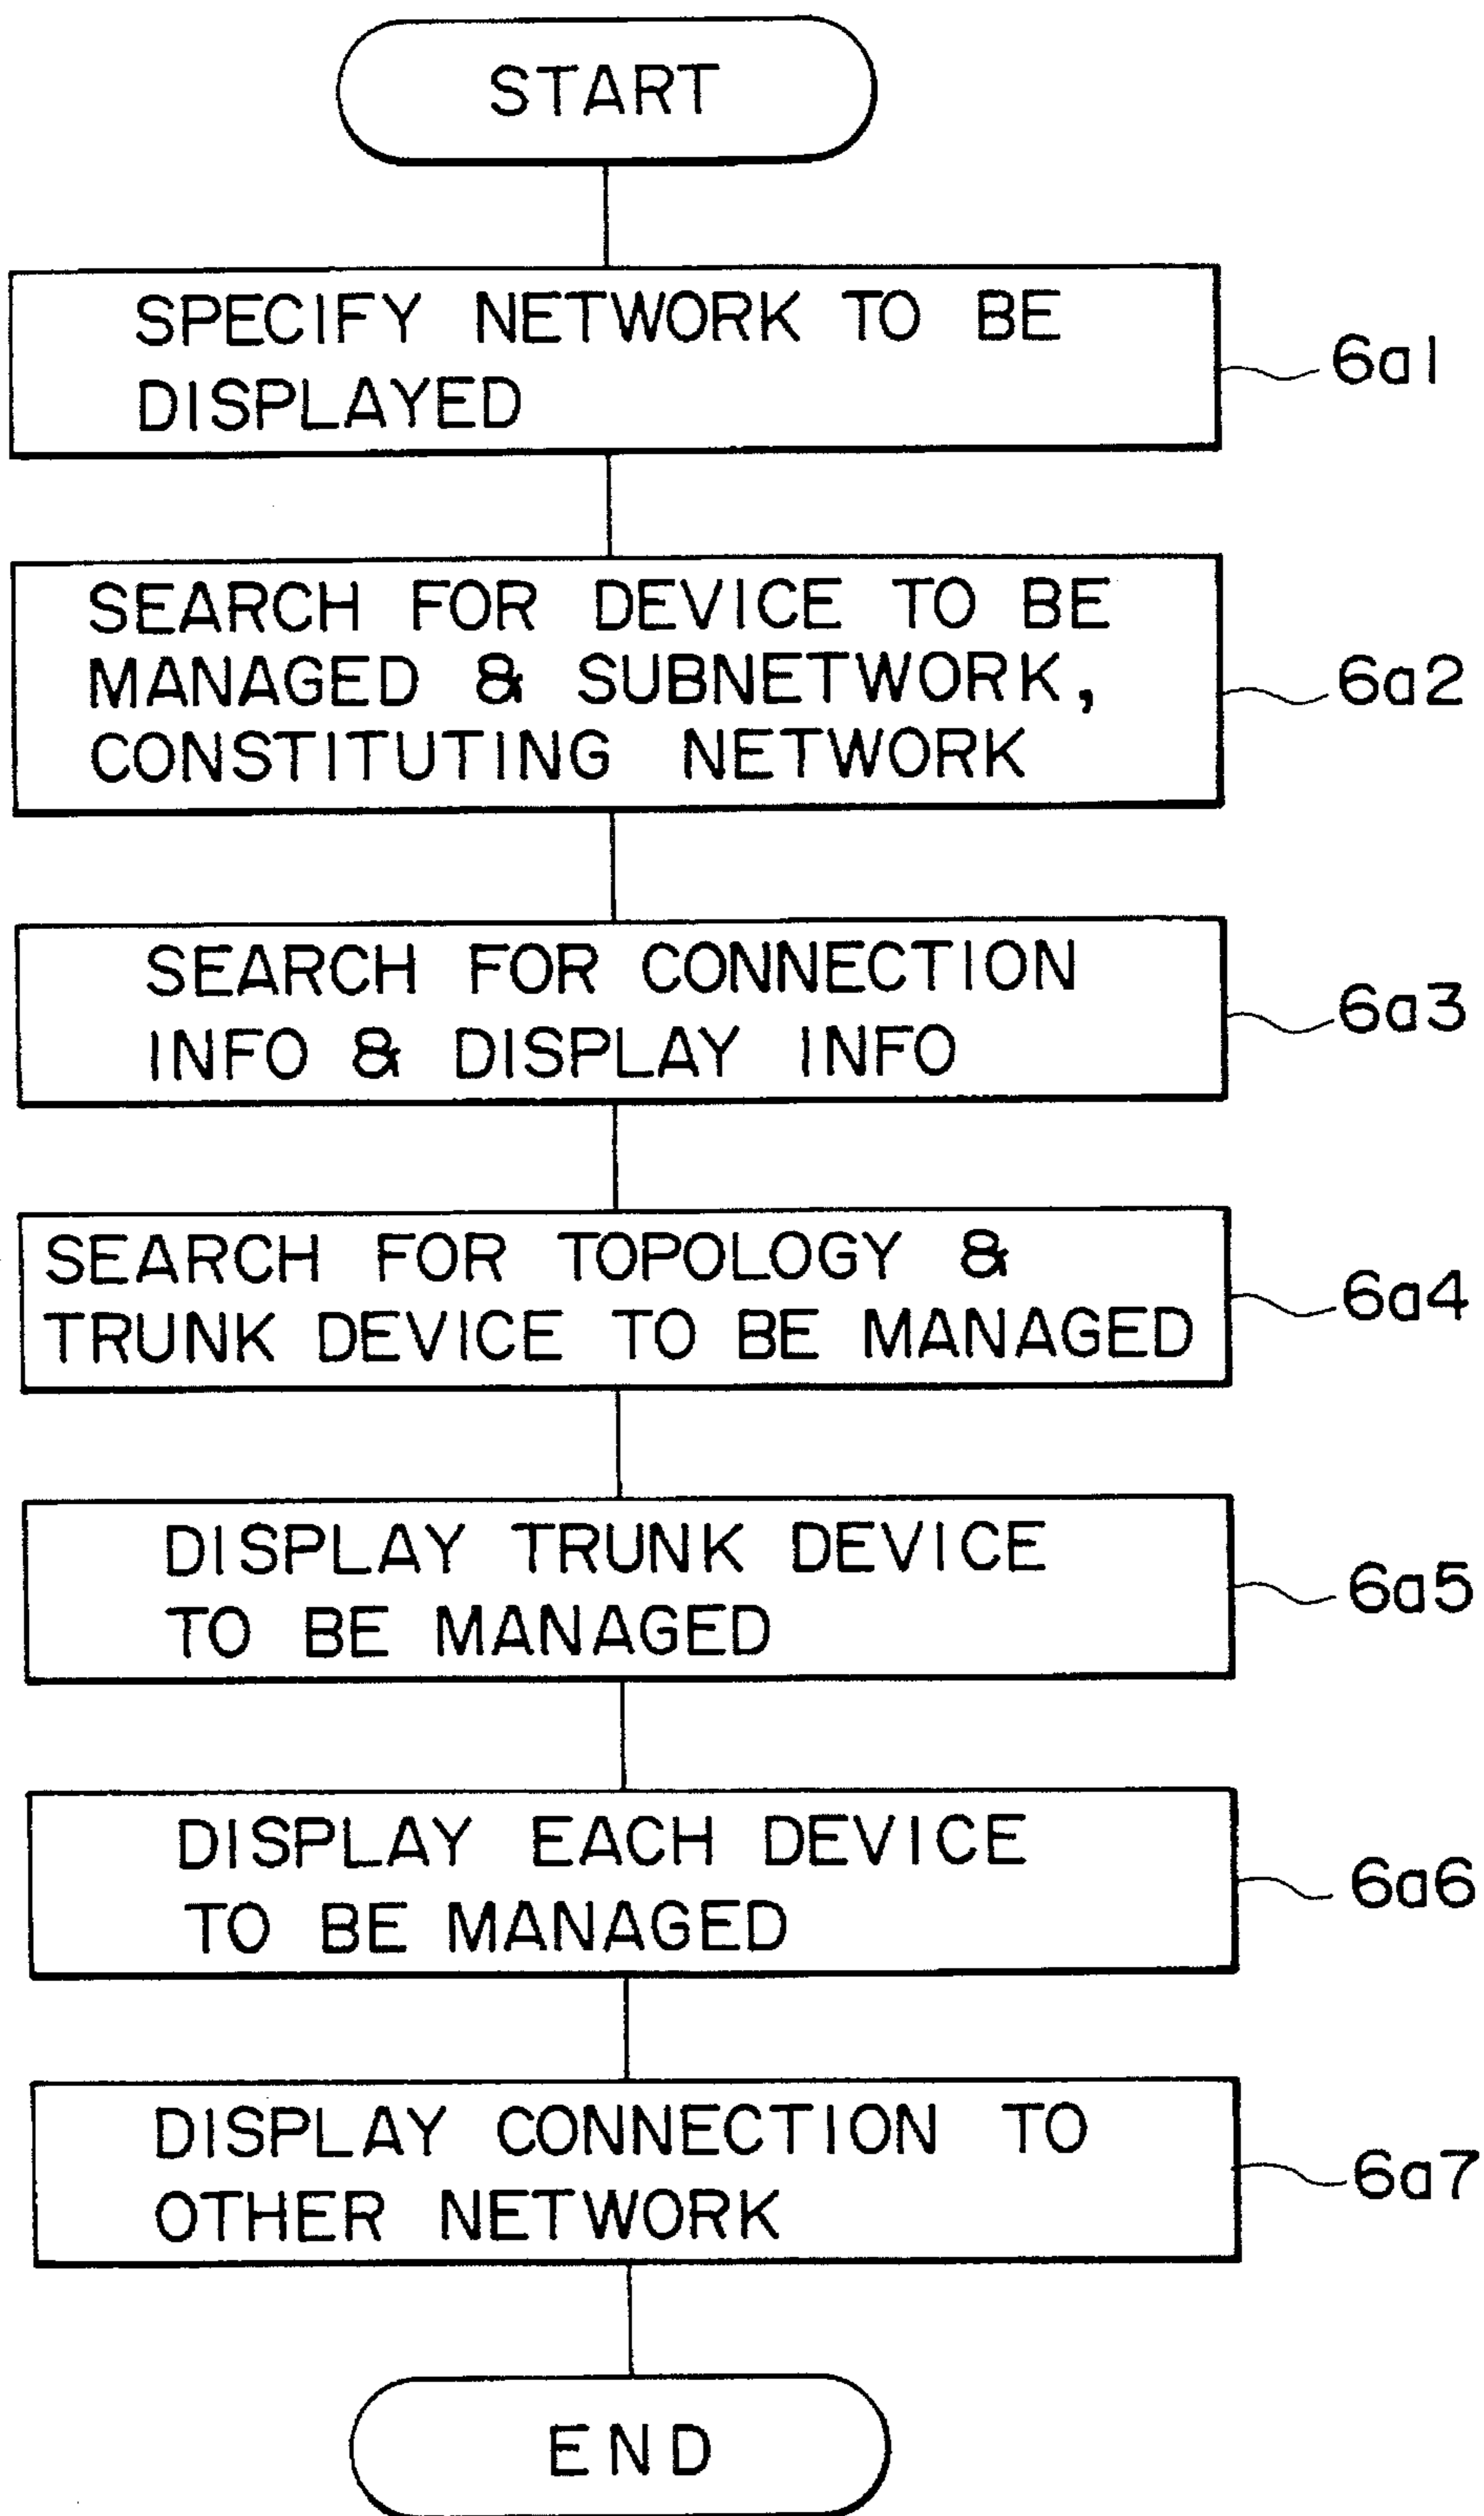 START
SPECIFY NETWORK TO BE
DISPLAYED
6a1
SEARCH FOR DEVICE TO BE
MANAGED & SUBNETWORK,
CONSTITUTING NETWORK
6a2
SEARCH FOR CONNECTION
INFO & DISPLAY INFO
6a3
SEARCH FOR TOPOLOGY &
TRUNK DEVICE TO BE MANAGED
6a4
DISPLAY TRUNK DEVICE
TO BE MANAGED
6a5
DISPLAY EACH DEVICE
TO BE MANAGED
6a6
DISPLAY CONNECTION TO
OTHER NETWORK
6a7
END